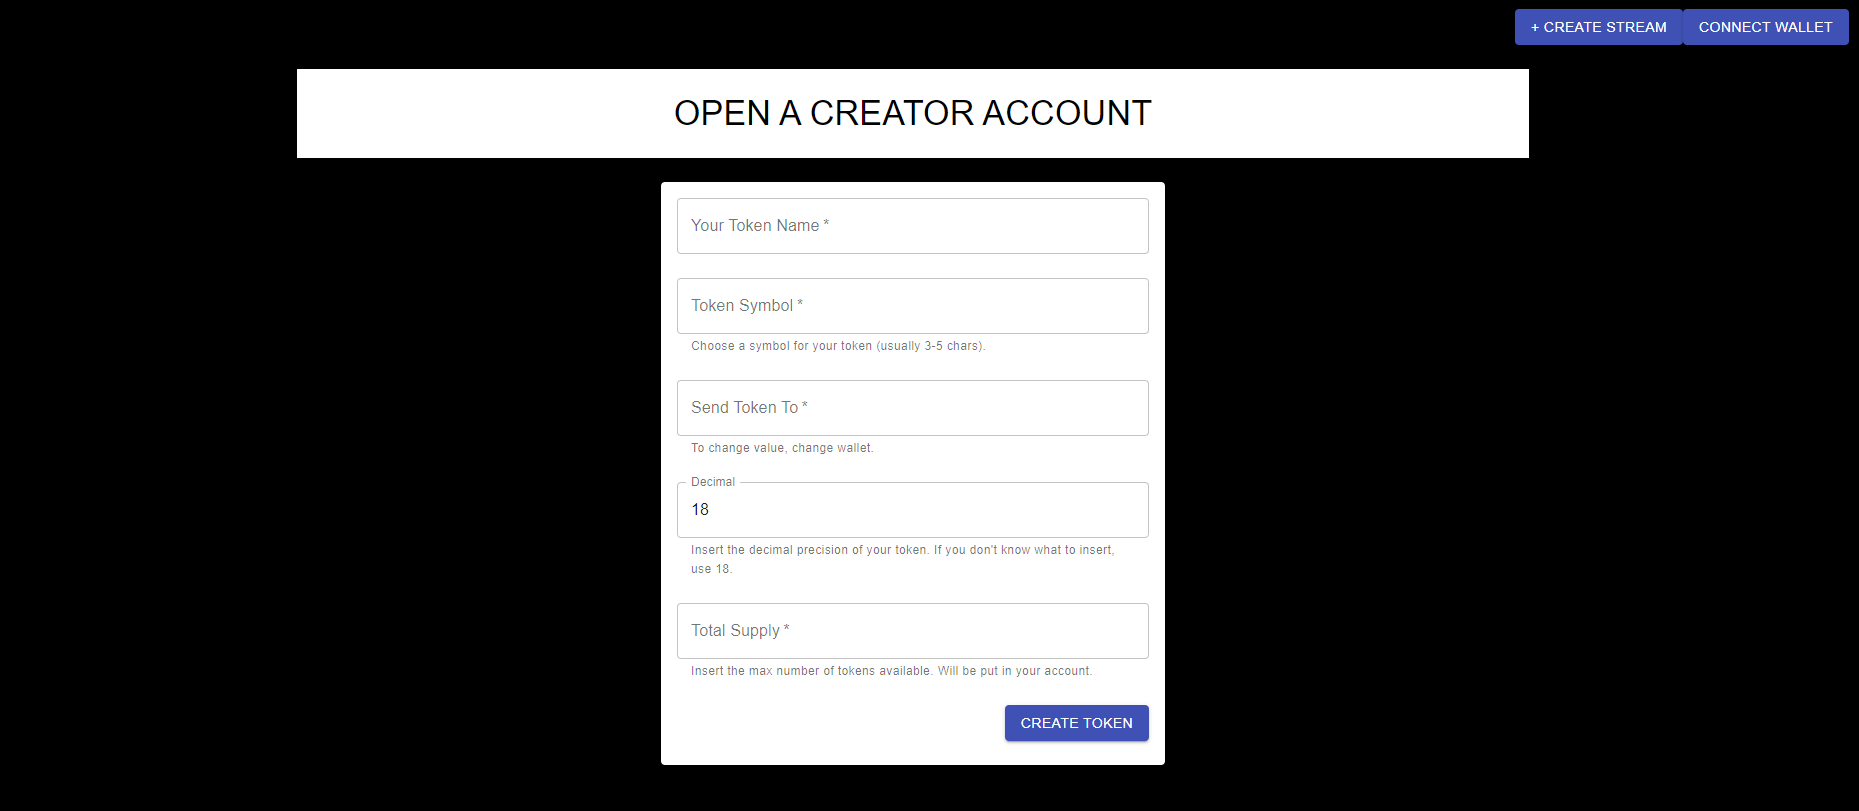 + CREATE STREAM
CONNECT WALLET
OPEN A CREATOR ACCOUNT
Your Token Name *
Token Symbol *
Choose a symbol for your token (usually 3-5 chars).
Send Token To *
To change value, change wallet.
Decimal
18
Insert the decimal precision of your token. If you don't know what to insert,
use 18.
Total Supply *
Insert the max number of tokens available. Will be put in your account.
CREATE TOKEN